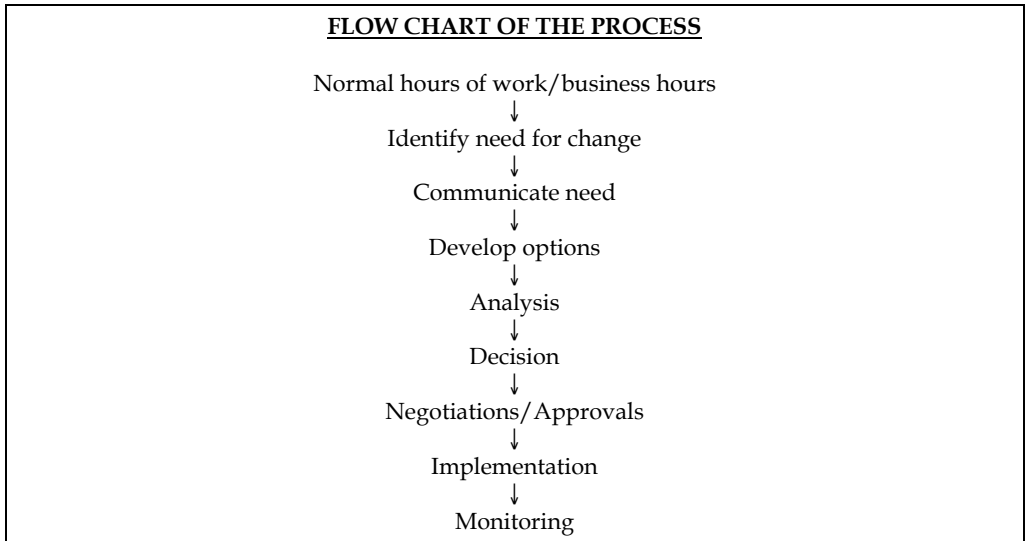 FLOW CHART OF THE PROCESS
Normal hours of work/business hours
↓
Identify need for change
↓
Communicate need
↓
Develop options
↓
Analysis
↓
Decision
↓
Negotiations/Approvals
↓
Implementation
↓
Monitoring